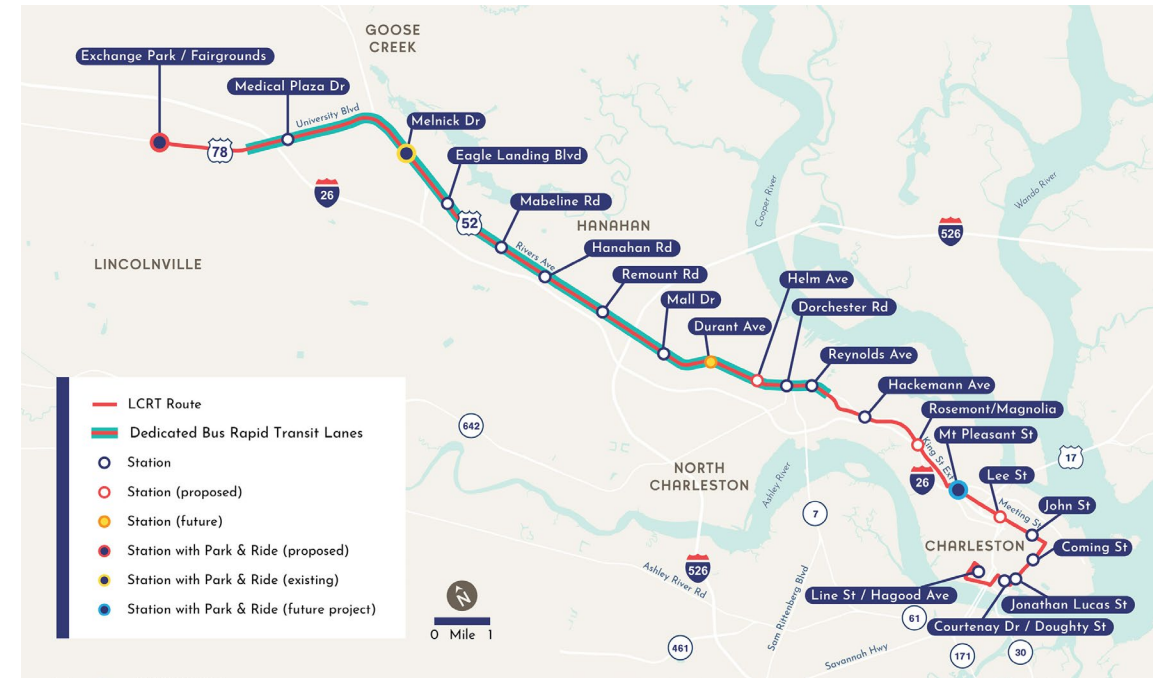 GOOSE
CREEK
Exchange Park / Fairgrounds
Medical Plaza Dr
University Blvd
Melnick Dr
78
Eagle Landing Blvd
26
Mabeline Rd
52
HANAHAN
Cooper River
Wando River
526
Rivers Ave
Hanahan Rd
LINCOLNVILLE
Remount Rd
Helm Ave
Mall Dr
Dorchester Rd
Durant Ave
Reynolds Ave
Hackemann Ave
Rosemont/Magnolia
Mt Pleasant St
King St Ext
642
17
NORTH
CHARLESTON
Ashley River
26
Lee St
7
Meeting St
John St
CHARLESTON
Coming St
526
Ashley River Rd
Sam Rittenberg Blvd
Line St / Hagood Ave
Jonathan Lucas St
61
Courtenay Dr / Doughty St
461
Savannah Hwy
171
30
LCRT Route
Dedicated Bus Rapid Transit Lanes
Station
Station (proposed)
Station (future)
Station with Park & Ride (proposed)
Station with Park & Ride (existing)
Station with Park & Ride (future project)
N
0 Mile 1